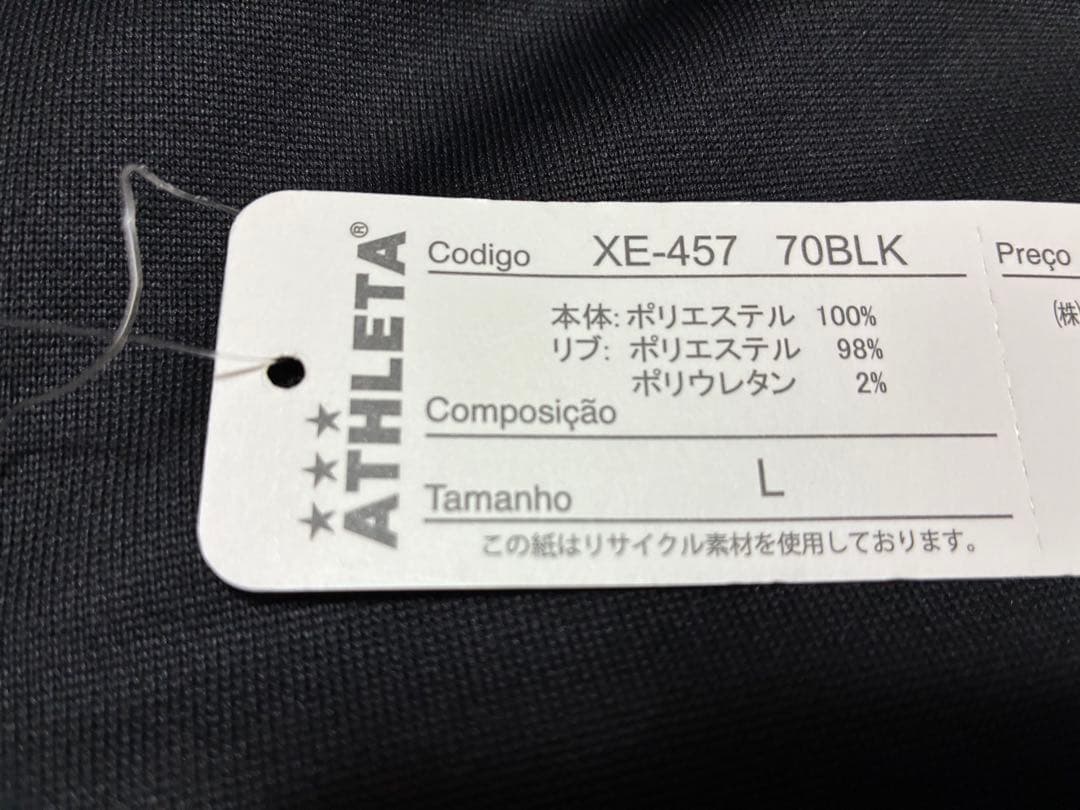 ATHLETA®
Codigo XE-457 70BLK
本体: ポリエステル 100%
リブ: ポリエステル 98%
ポリウレタン 2%
Composição
Tamanho L
この紙はリサイクル素材を使用しております。
Preço
(株